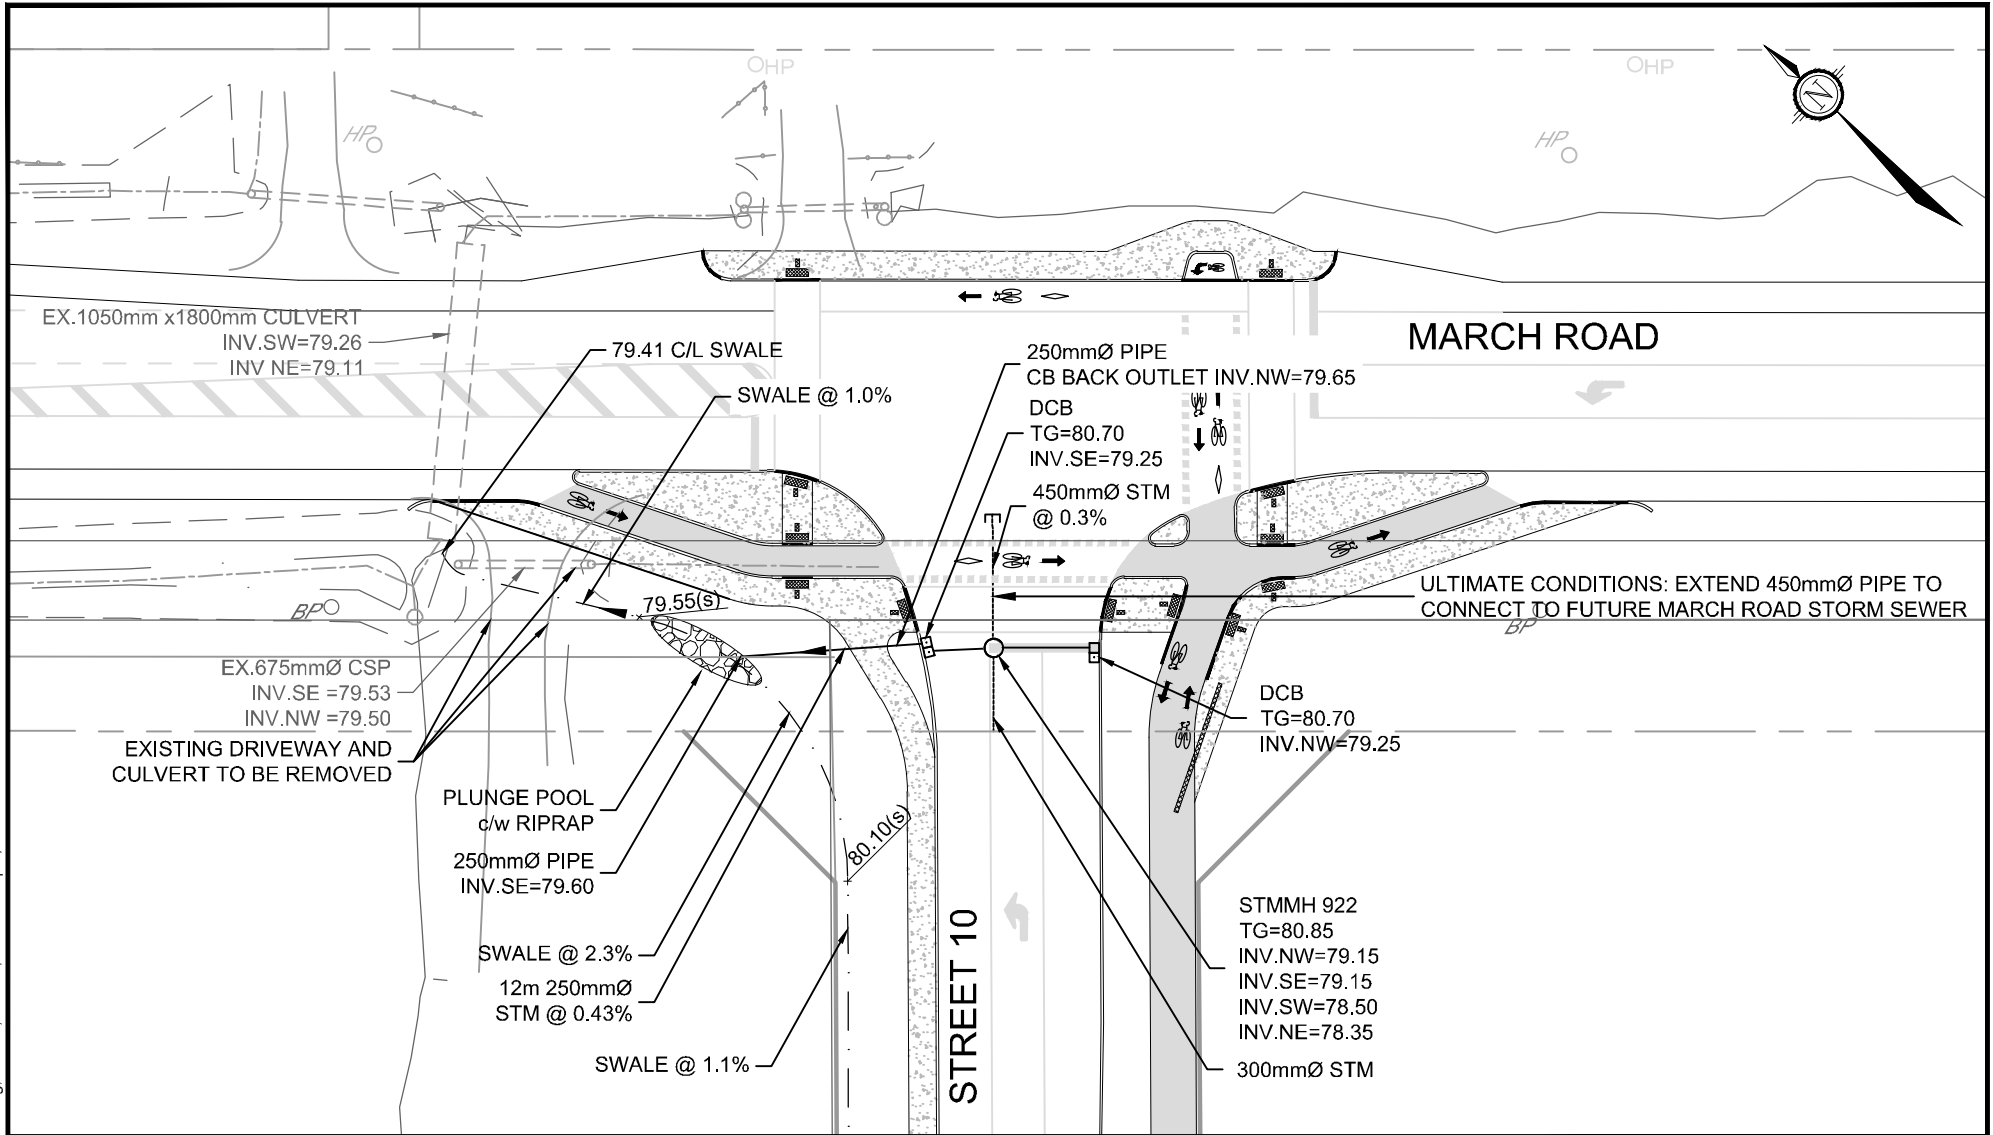 HP
HP
HP
HP
N
EX.1050mm x1800mm CULVERT
INV.SW=79.26
INV NE=79.11
79.41 C/L SWALE
SWALE @ 1.0%
250mmØ PIPE
CB BACK OUTLET INV.NW=79.65
DCB
TG=80.70
INV.SE=79.25
450mmØ STM
@ 0.3%
MARCH ROAD
ULTIMATE CONDITIONS: EXTEND 450mmØ PIPE TO
CONNECT TO FUTURE MARCH ROAD STORM SEWER
BP
BP
79.55(s)
EX.675mmØ CSP
INV.SE =79.53
INV.NW =79.50
EXISTING DRIVEWAY AND
CULVERT TO BE REMOVED
DCB
TG=80.70
INV.NW=79.25
PLUNGE POOL
c/w RIPRAP
250mmØ PIPE
INV.SE=79.60
80.10(s)
SWALE @ 2.3%
12m 250mmØ
STM @ 0.43%
SWALE @ 1.1%
STREET 10
STMMH 922
TG=80.85
INV.NW=79.15
INV.SE=79.15
INV.SW=78.50
INV.NE=78.35
300mmØ STM